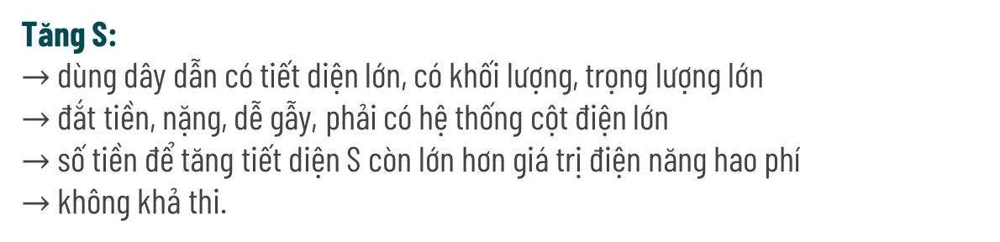 Tăng S:
→ dùng dây dẫn có tiết diện lớn, có khối lượng, trọng lượng lớn
→ đắt tiền, nặng, dễ gẫy, phải có hệ thống cột điện lớn
→ số tiền để tăng tiết diện S còn lớn hơn giá trị điện năng hao phí
→ không khả thi.